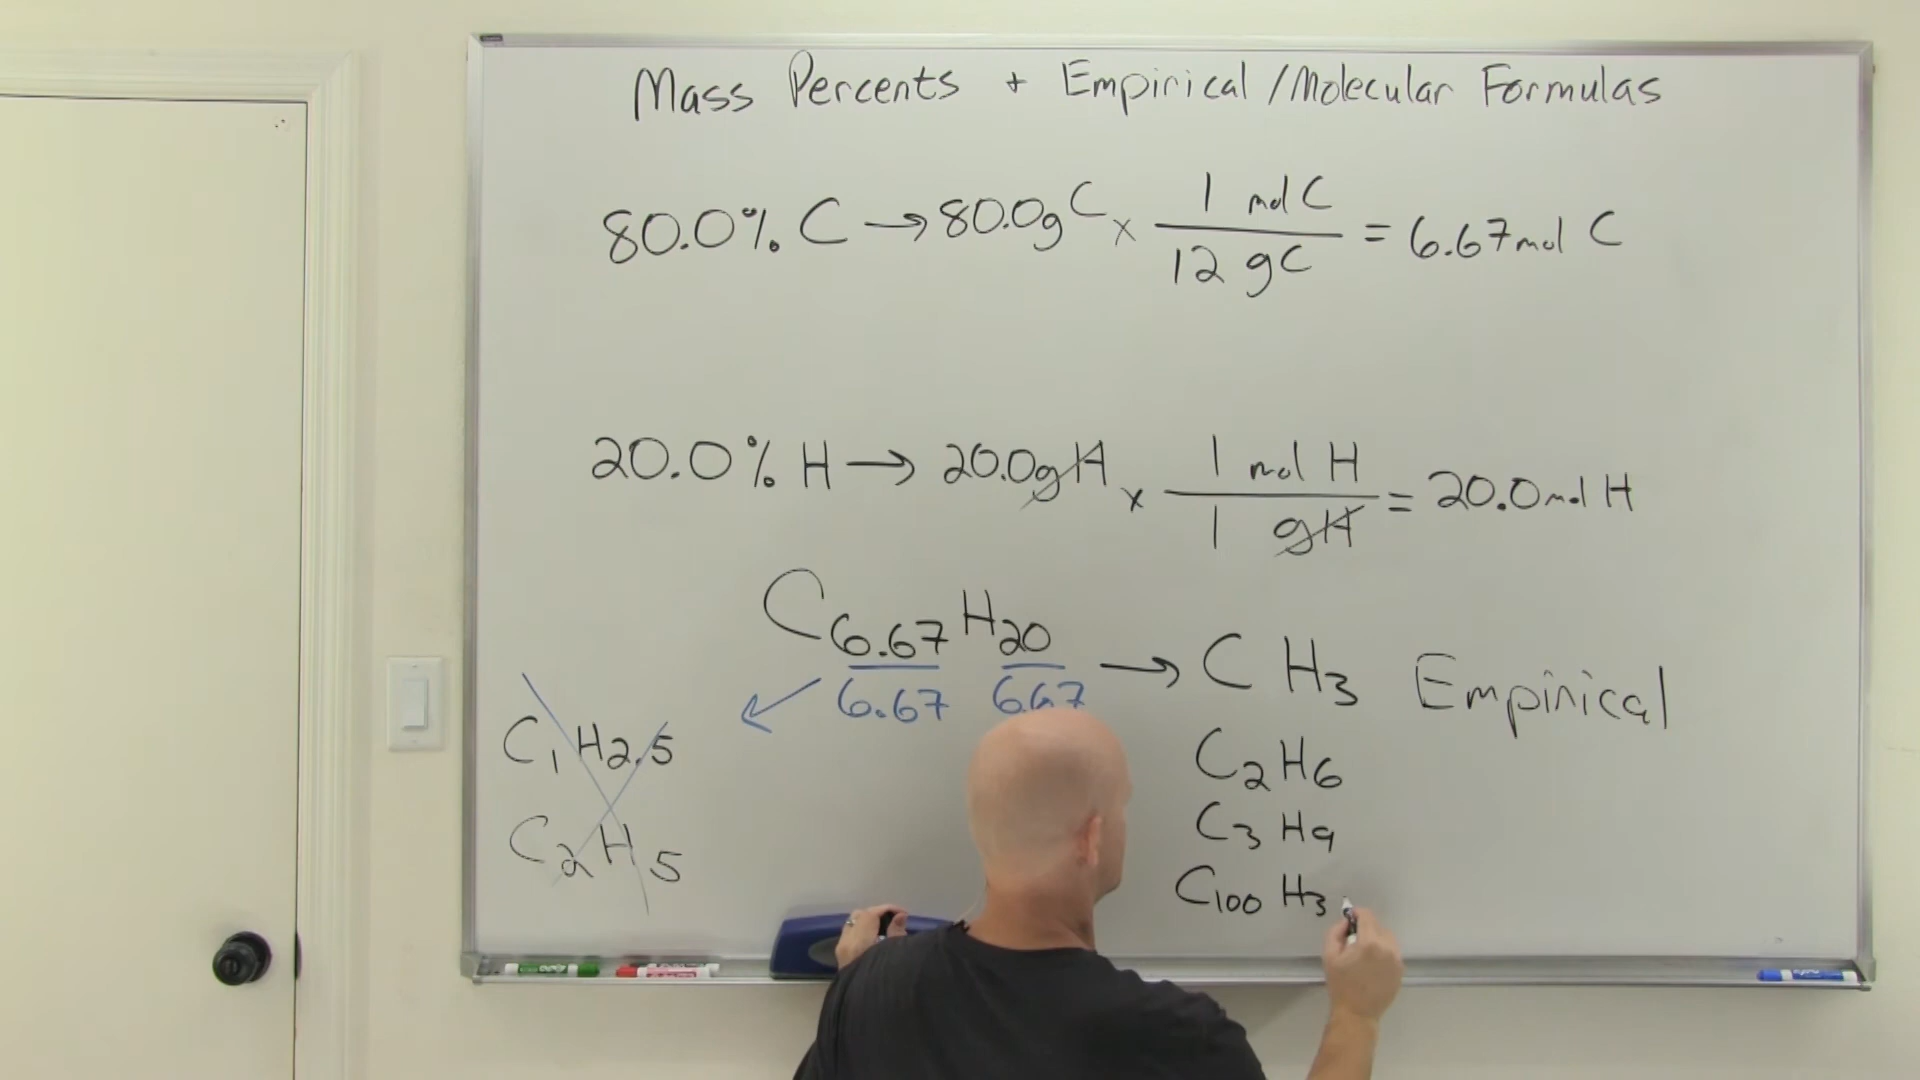 Mass Percents + Empirical/Molecular Formulas
80.0% C → 80.0g C x 1 mol C / 12 g C = 6.67 mol C
20.0% H → 20.0g H x 1 mol H / 1 g H = 20.0 mol H
C6.67 H20 → C H3 Empirical
6.67 6.67
C1 H2.5
C2 H5
C2 H6
C3 H9
C100 H3